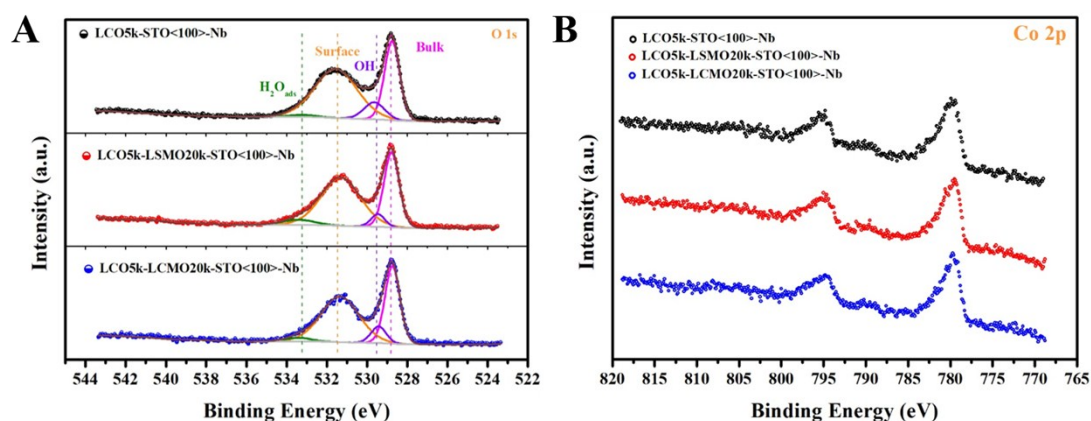 A
LCO5k-STO<100>-Nb
O 1s
Surface
Bulk
OH
H₂Oads
LCO5k-LSMO20k-STO<100>-Nb
LCO5k-LCMO20k-STO<100>-Nb
Intensity (a.u.)
544 542 540 538 536 534 532 530 528 526 524 522
Binding Energy (eV)
B
LCO5k-STO<100>-Nb
LCO5k-LSMO20k-STO<100>-Nb
LCO5k-LCMO20k-STO<100>-Nb
Co 2p
Intensity (a.u.)
820 815 810 805 800 795 790 785 780 775 770 765
Binding Energy (eV)